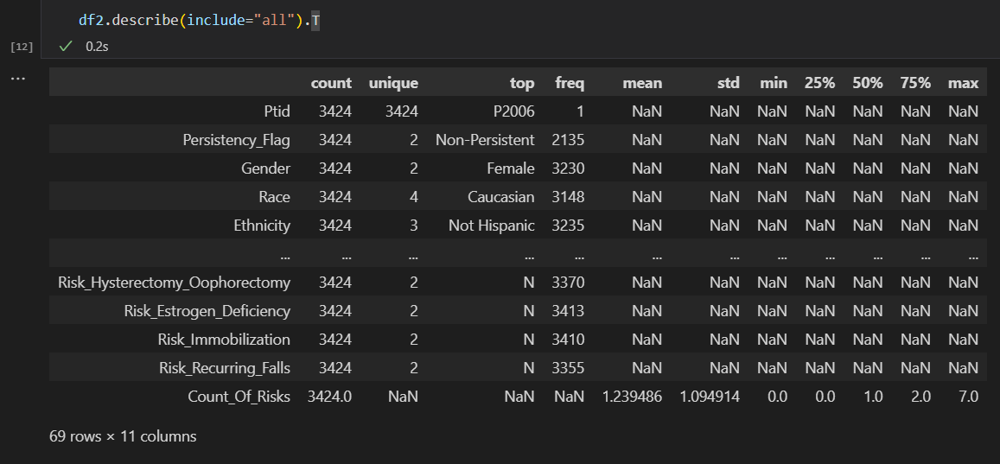 df2.describe(include="all").T
[12] ✓ 0.2s
...
count unique top freq mean std min 25% 50% 75% max
Ptid 3424 3424 P2006 1 NaN NaN NaN NaN NaN NaN NaN
Persistency_Flag 3424 2 Non-Persistent 2135 NaN NaN NaN NaN NaN NaN NaN
Gender 3424 2 Female 3230 NaN NaN NaN NaN NaN NaN NaN
Race 3424 4 Caucasian 3148 NaN NaN NaN NaN NaN NaN NaN
Ethnicity 3424 3 Not Hispanic 3235 NaN NaN NaN NaN NaN NaN NaN
... ... ... ... ... ... ... ... ... ... ... ...
Risk_Hysterectomy_Oophorectomy 3424 2 N 3370 NaN NaN NaN NaN NaN NaN NaN
Risk_Estrogen_Deficiency 3424 2 N 3413 NaN NaN NaN NaN NaN NaN NaN
Risk_Immobilization 3424 2 N 3410 NaN NaN NaN NaN NaN NaN NaN
Risk_Recurring_Falls 3424 2 N 3355 NaN NaN NaN NaN NaN NaN NaN
Count_Of_Risks 3424.0 NaN NaN NaN 1.239486 1.094914 0.0 0.0 1.0 2.0 7.0
69 rows × 11 columns